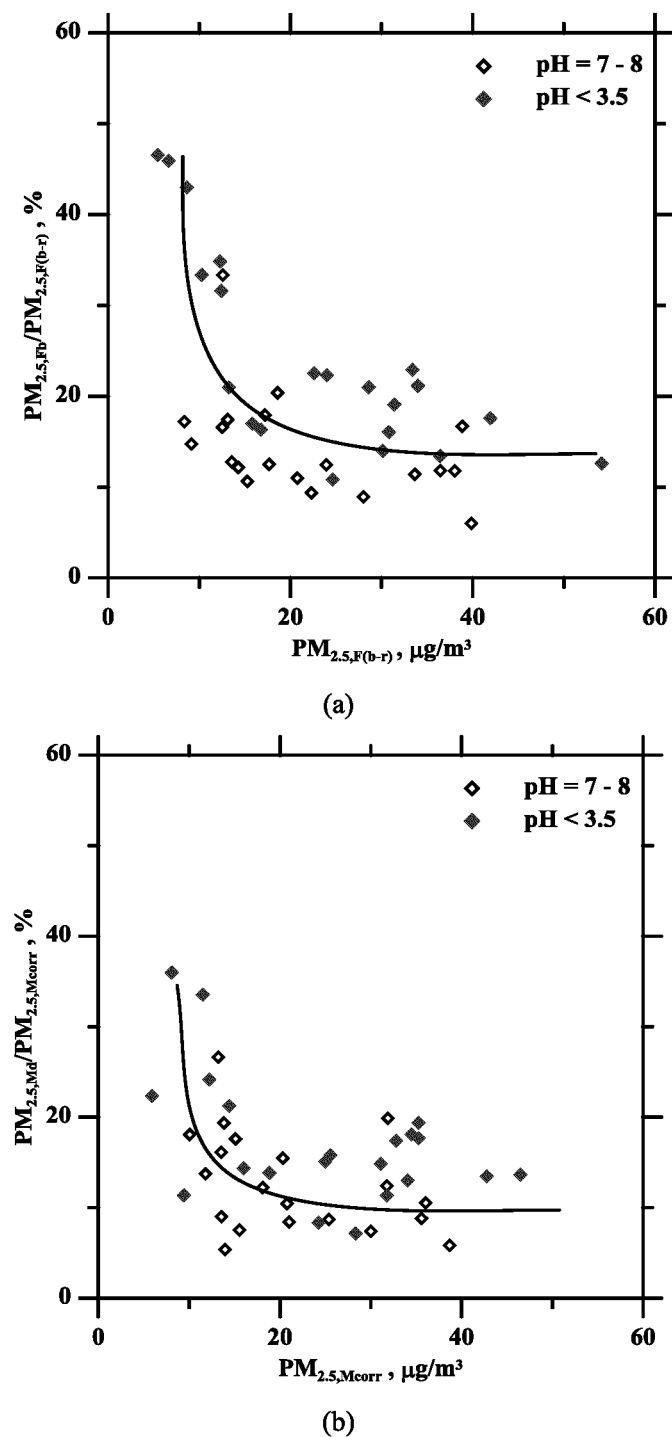 60
pH = 7 - 8
pH < 3.5
40
PM2.5,Fb/PM2.5,F(b-r) , %
20
0
0 20 40 60
PM2.5,F(b-r) , μg/m³
(a)
60
pH = 7 - 8
pH < 3.5
40
PM2.5,Md/PM2.5,Mcorr , %
20
0
0 20 40 60
PM2.5,Mcorr , μg/m³
(b)